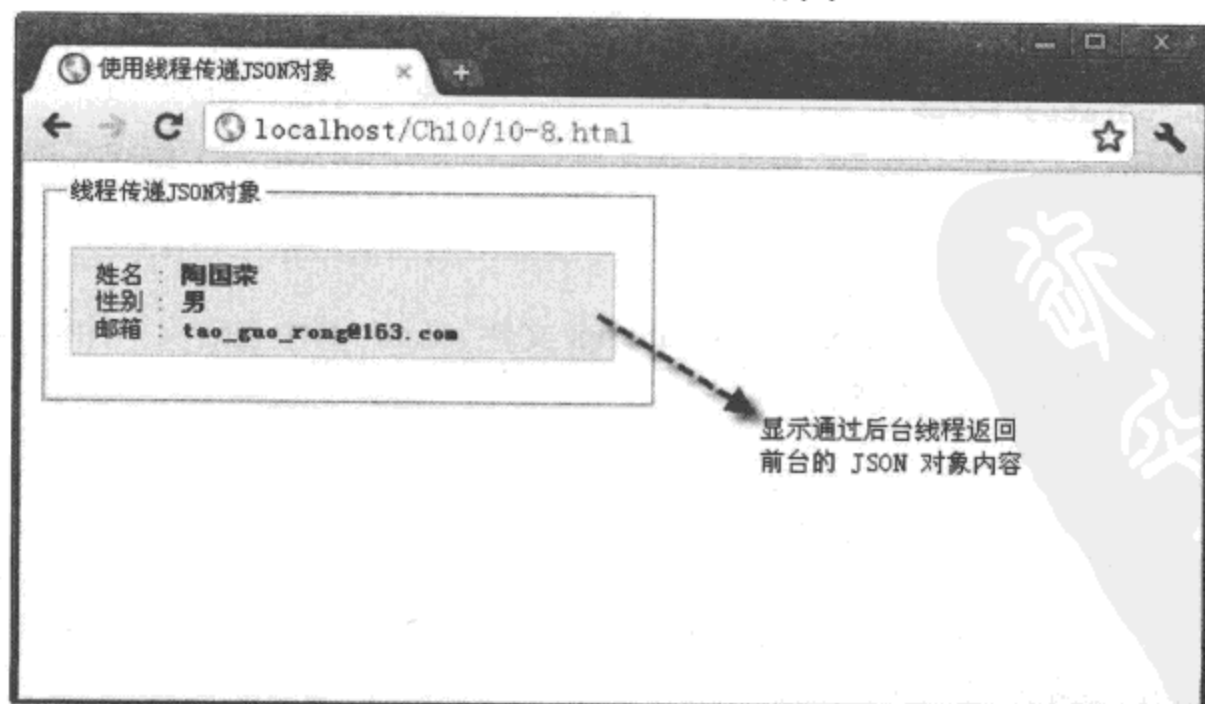 使用线程传递JSON对象
localhost/Ch10/10-8.html
线程传递JSON对象
姓名 : 陶国荣
性别 : 男
邮箱 : tao_guo_rong@163.com
显示通过后台线程返回
前台的 JSON 对象内容